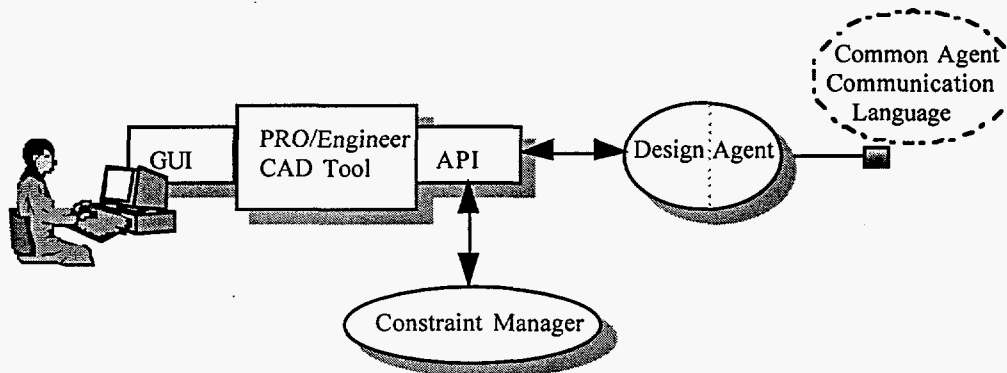 Common Agent
Communication
Language
GUI
PRO/Engineer
CAD Tool
API
Design Agent
Constraint Manager